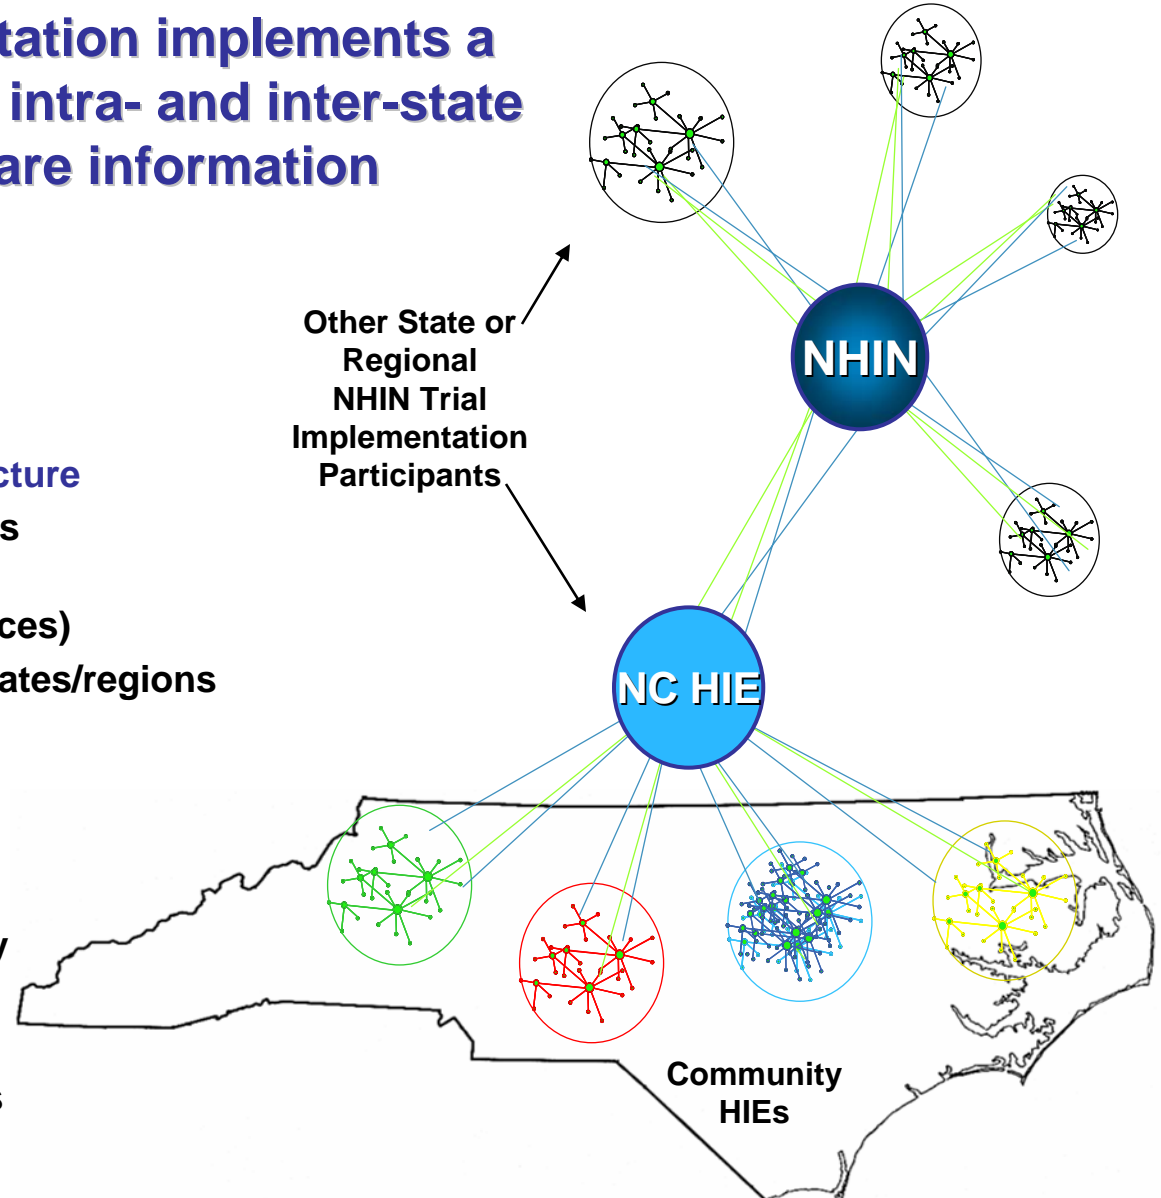 tation implements a
intra- and inter-state
are information
NHIN
Other State or
Regional
NHIN Trial
Implementation
Participants
cture
s
ces)
ates/regions
NC HIE
y
s
Community
HIEs